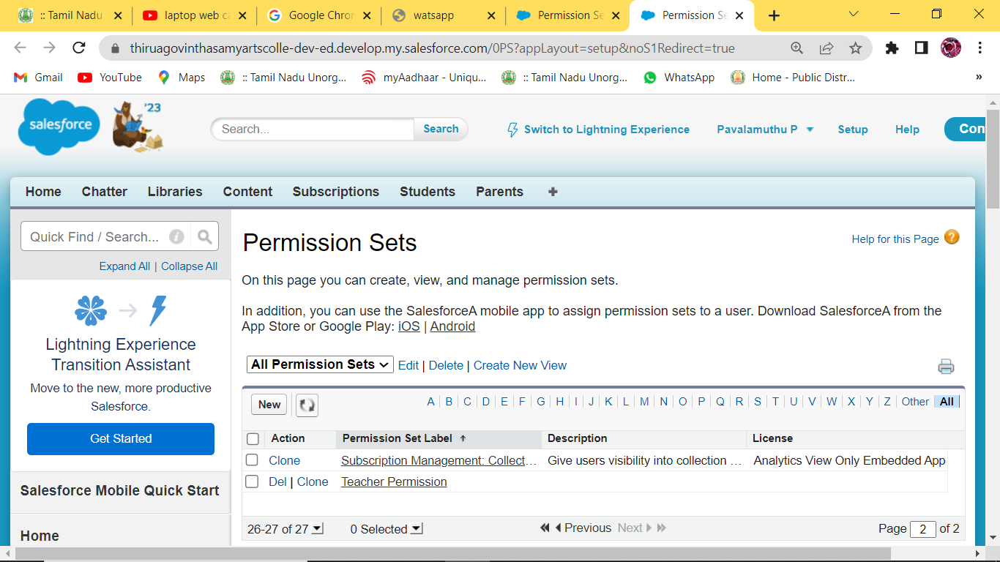 :: Tamil Nadu
laptop web ca
Google Chron
watsapp
Permission Se
Permission Se
thiruagovinthasamyartscolle-dev-ed.develop.my.salesforce.com/0PS?appLayout=setup&noS1Redirect=true
Gmail YouTube Maps :: Tamil Nadu Unorg... myAadhaar - Uniqu... :: Tamil Nadu Unorg... WhatsApp Home - Public Distr... »
salesforce '23 Search... Search Switch to Lightning Experience Pavalamuthu P Setup Help Con
Home Chatter Libraries Content Subscriptions Students Parents +
Quick Find / Search...
Expand All | Collapse All
Lightning Experience
Transition Assistant
Move to the new, more productive
Salesforce.
Get Started
Salesforce Mobile Quick Start
Home
Permission Sets
Help for this Page ?
On this page you can create, view, and manage permission sets.
In addition, you can use the SalesforceA mobile app to assign permission sets to a user. Download SalesforceA from the
App Store or Google Play: iOS | Android
All Permission Sets Edit | Delete | Create New View
New A B C D E F G H I J K L M N O P Q R S T U V W X Y Z Other All
Action Permission Set Label Description License
Clone Subscription Management: Collect... Give users visibility into collection ... Analytics View Only Embedded App
Del | Clone Teacher Permission
26-27 of 27 0 Selected Previous Next Page 2 of 2